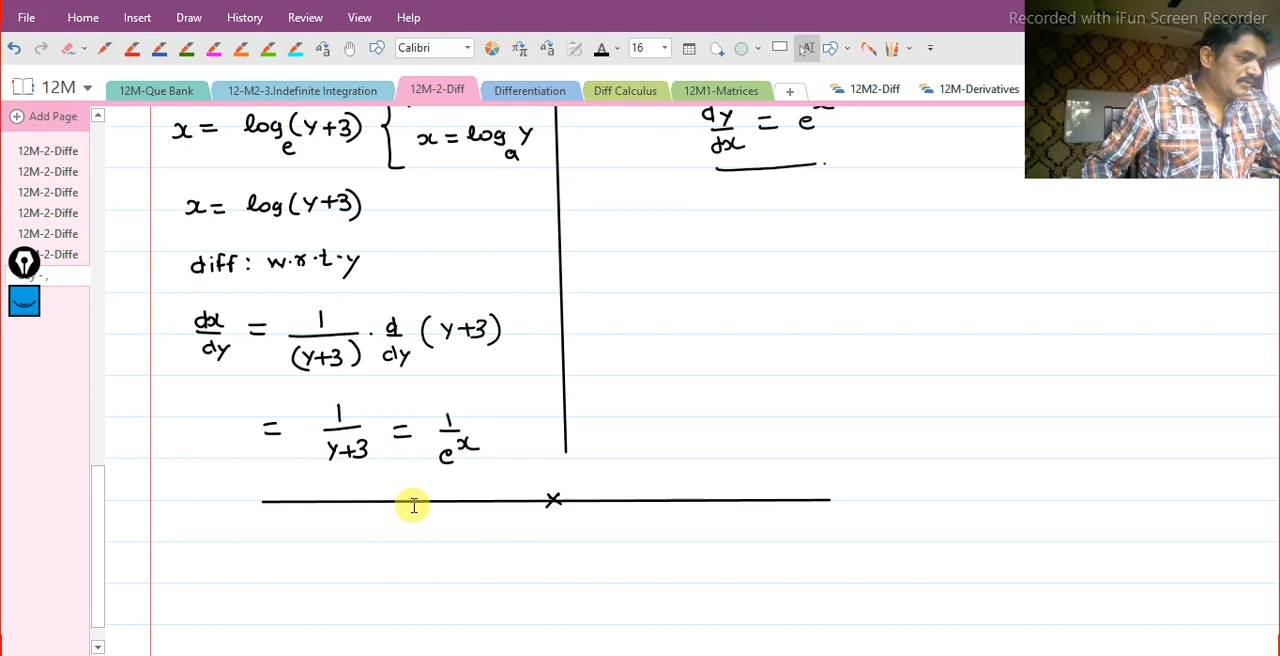 File Home Insert Draw History Review View Help
Recorded with iFun Screen Recorder
Calibri 16
12M 12M-Que Bank 12-M2-3.Indefinite Integration 12M-2-Diff Differentiation Diff Calculus 12M1-Matrices + 12M2-Diff 12M-Derivatives
Add Page
12M-2-Diffe
12M-2-Diffe
12M-2-Diffe
12M-2-Diffe
12M-2-Diffe
x = log_e (y+3) { x = log_a y
x = log(y+3)
diff: w.r.t.y
dx/dy = 1/(y+3) . d/dy (y+3)
= 1/y+3 = 1/e^x
dy/dx = e^x